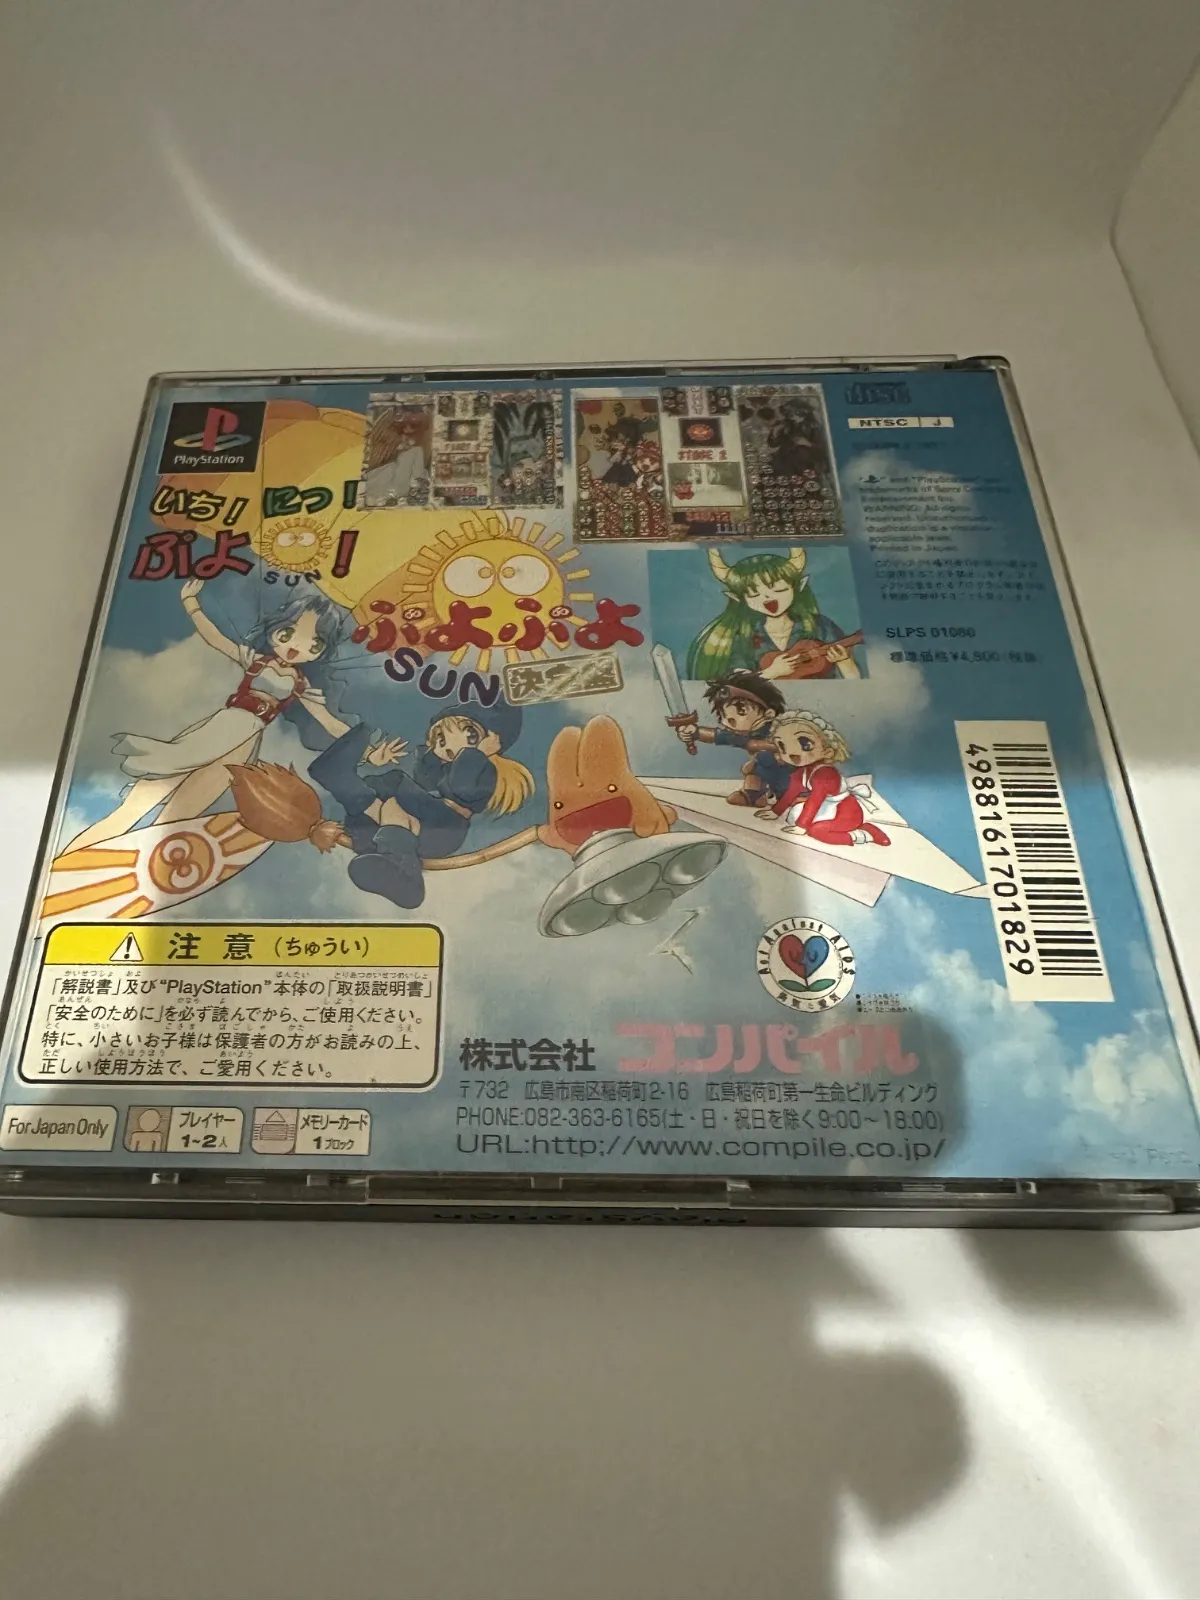 PlayStation
いち! にっ!
ぷよ SUN!
ぷよぷよ
SUN 決定盤
STAGE 2
DISC
NTSC J
SLPS 01080
標準価格¥4,800(税抜)
4988161701829
Act Against AIDS
注意(ちゅうい)
「解説書」及び“PlayStation”本体の「取扱説明書」
「安全のために」を必ず読んでから、ご使用ください。
特に、小さいお子様は保護者の方がお読みの上、
正しい使用方法で、ご愛用ください。
For Japan Only
プレイヤー
1~2人
メモリーカード
1ブロック
株式会社 コンパイル
〒732 広島市南区稲荷町2-16 広島稲荷町第一生命ビルディング
PHONE:082-363-6165(土・日・祝日を除く9:00~18:00)
URL:http://www.compile.co.jp/